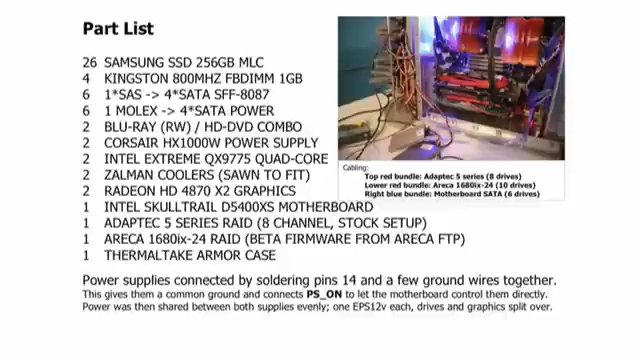 Part List
26 SAMSUNG SSD 256GB MLC
4 KINGSTON 800MHZ FBDIMM 1GB
6 1*SAS -> 4*SATA SFF-8087
6 1 MOLEX -> 4*SATA POWER
2 BLU-RAY (RW) / HD-DVD COMBO
2 CORSAIR HX1000W POWER SUPPLY
2 INTEL EXTREME QX9775 QUAD-CORE
2 ZALMAN COOLERS (SAWN TO FIT)
2 RADEON HD 4870 X2 GRAPHICS
1 INTEL SKULLTRAIL D5400XS MOTHERBOARD
1 ADAPTEC 5 SERIES RAID (8 CHANNEL, STOCK SETUP)
1 ARECA 1680ix-24 RAID (BETA FIRMWARE FROM ARECA FTP)
1 THERMALTAKE ARMOR CASE
Cabling:
Top red bundle: Adaptec 5 series (8 drives)
Lower red bundle: Areca 1680ix-24 (10 drives)
Right blue bundle: Motherboard SATA (6 drives)
Power supplies connected by soldering pins 14 and a few ground wires together.
This gives them a common ground and connects PS_ON to let the motherboard control them directly.
Power was then shared between both supplies evenly; one EPS12v each, drives and graphics split over.